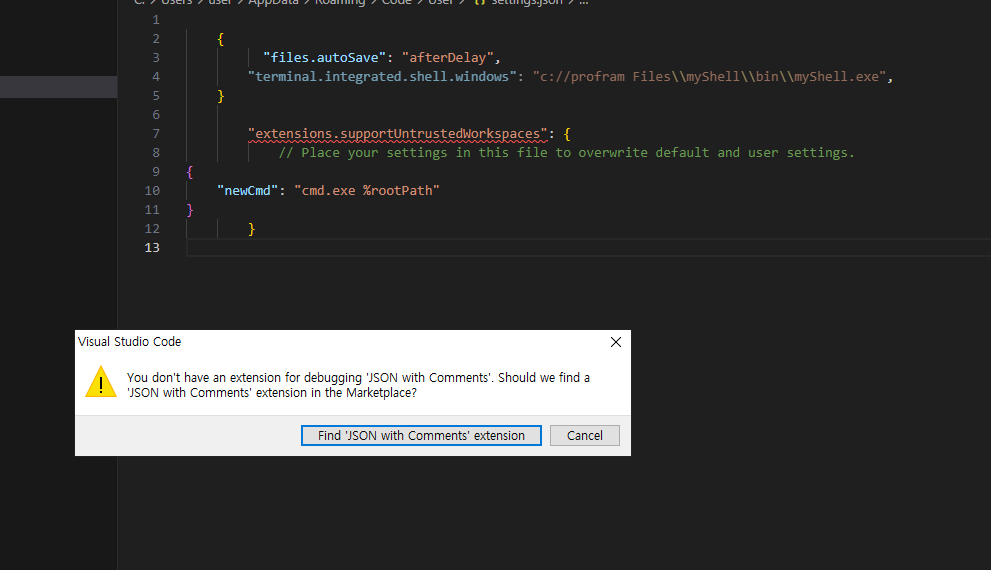 C: > Users > user > AppData > Roaming > Code > User > {} settings.json > ...
1
2 {
3 "files.autoSave": "afterDelay",
4 "terminal.integrated.shell.windows": "c://profram Files\\myShell\\bin\\myShell.exe",
5 }
6
7 "extensions.supportUntrustedWorkspaces": {
8 // Place your settings in this file to overwrite default and user settings.
9 {
10 "newCmd": "cmd.exe %rootPath"
11 }
12 }
13
Visual Studio Code
You don't have an extension for debugging 'JSON with Comments'. Should we find a
'JSON with Comments' extension in the Marketplace?
Find 'JSON with Comments' extension
Cancel